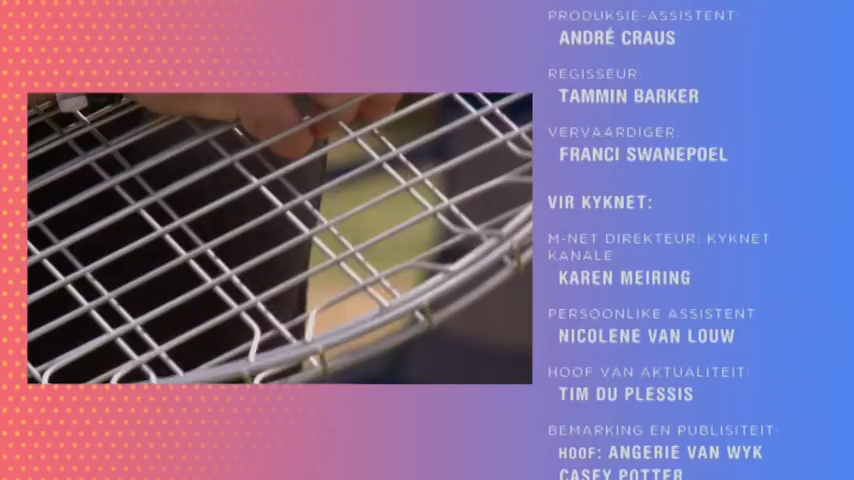 PRODUKSIE-ASSISTENT:
ANDRÉ CRAUS
REGISSEUR:
TAMMIN BARKER
VERVAARDIGER:
FRANCI SWANEPOEL
VIR KYKNET:
M-NET DIREKTEUR: KYKNET
KANALE
KAREN MEIRING
PERSOONLIKE ASSISTENT
NICOLENE VAN LOUW
HOOF VAN AKTUALITEIT:
TIM DU PLESSIS
BEMARKING EN PUBLISITEIT:
HOOF: ANGERIE VAN WYK
CASEY POTTER